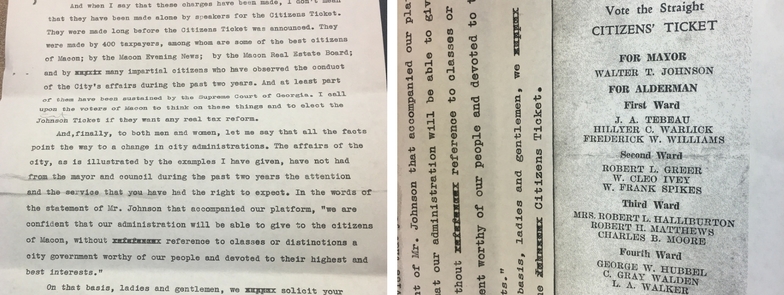 And when I say that these charges have been made, I don't mean
that they have been made alone by speakers for the Citizens Ticket.
They were made long before the Citizens Ticket was announced. They
were made by 400 taxpayers, among whom are some of the best citizens
of Macon; by the Macon Evening News; by the Macon Real Estate Board;
and by many impartial citizens who have observed the conduct
of the City's affairs during the past two years. And at least part
of them have been sustained by the Supreme Court of Georgia. I call
upon the voters of Macon to think on these things and to elect the
Johnson Ticket if they want any real tax reform.
And,finally, to both men and women, let me say that all the facts
point the way to a change in city administrations. The affairs of the
city, as is illustrated by the examples I have given, have not had
from the mayor and council during the past two years the attention
and the service that you have had the right to expect. In the words of
the statement of Mr. Johnson that accompanied our platform, "we are
confident that our administration will be able to give to the citizens
of Macon, without reference to classes or distinctions a
city government worthy of our people and devoted to their highest and
best interests."
On that basis, ladies and gentlemen, we solicit your
nt of Mr. Johnson that accompanied our pla
t our administration will be able to giv
thout reference to classes or
ent worthy of our people and devoted to t
ts."
basis, ladies and gentlemen, we
he Citizens Ticket.
Vote the Straight
CITIZENS' TICKET
FOR MAYOR
WALTER T. JOHNSON
FOR ALDERMAN
First Ward
J. A. TEBEAU
HILLYER C. WARLICK
FREDERICK W. WILLIAMS
Second Ward
ROBERT L. GREER
W. CLEO IVEY
W. FRANK SPIKES
Third Ward
MRS. ROBERT L. HALLIBURTON
ROBERT H. MATTHEWS
CHARLES B. MOORE
Fourth Ward
GEORGE W. HUBBEL
C. GRAY WALDEN
L. A. WALKER